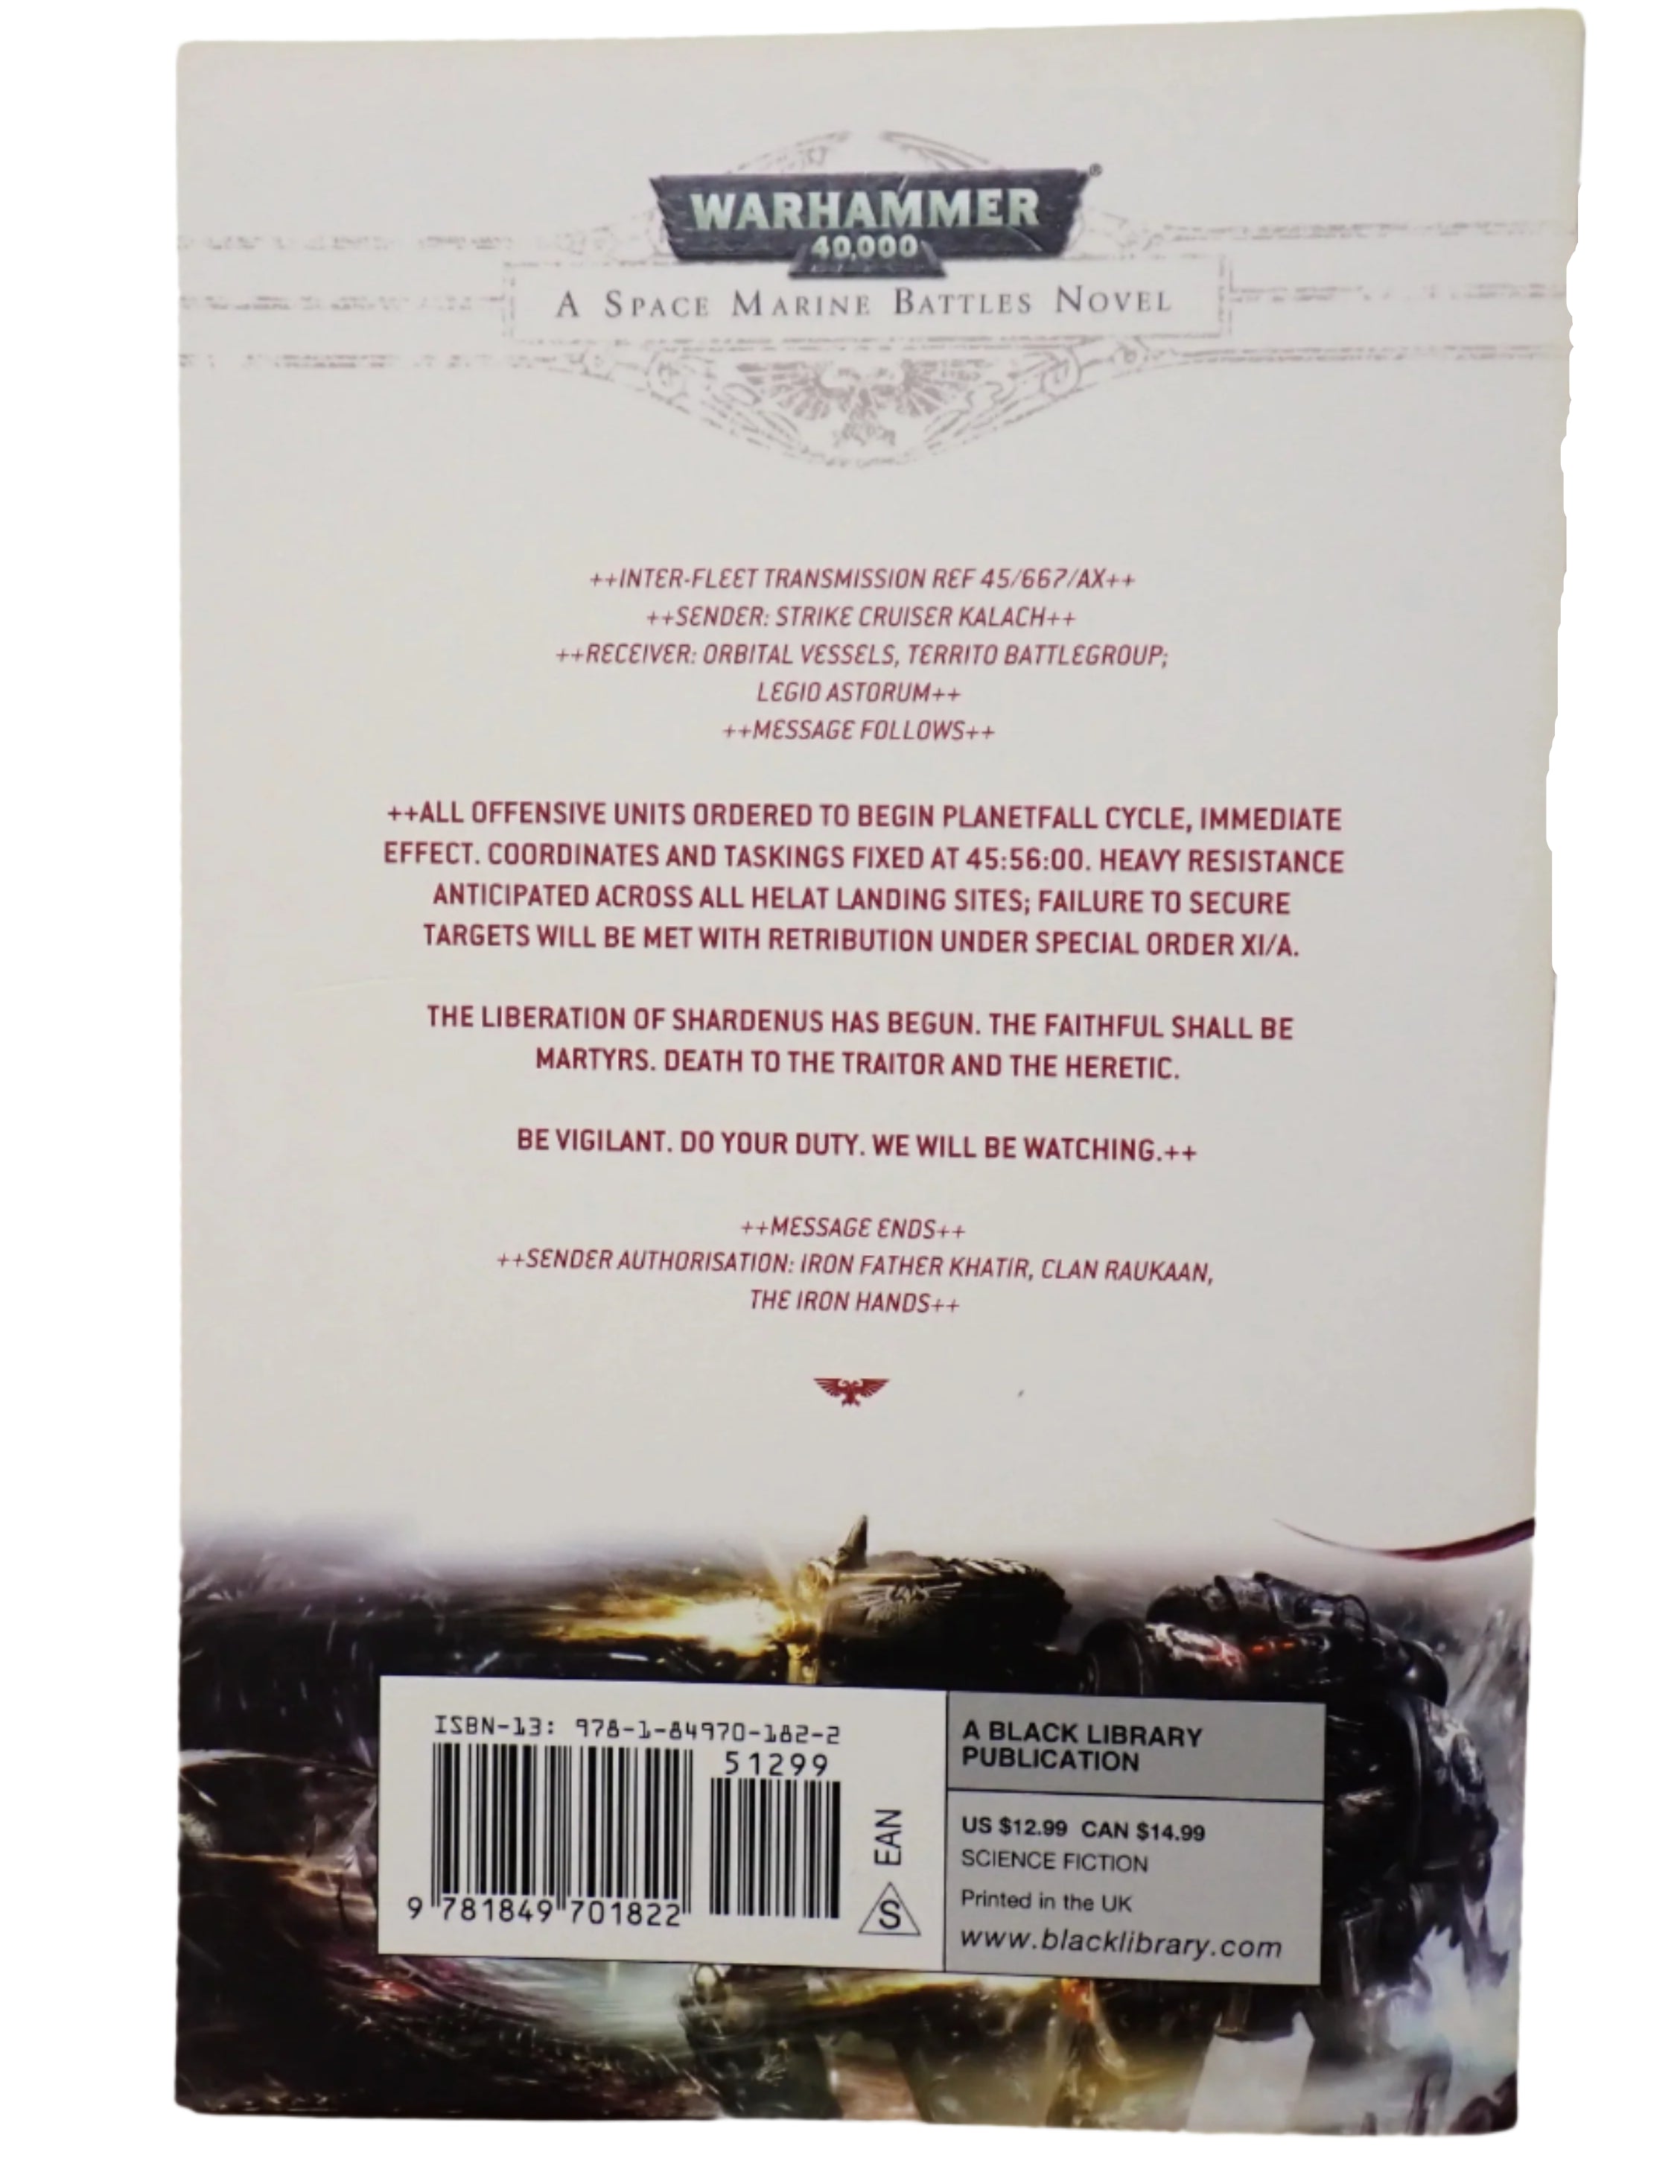 WARHAMMER®
40,000
A SPACE MARINE BATTLES NOVEL
++INTER-FLEET TRANSMISSION REF 45/667/AX++
++SENDER: STRIKE CRUISER KALACH++
++RECEIVER: ORBITAL VESSELS, TERRITO BATTLEGROUP;
LEGIO ASTORUM++
++MESSAGE FOLLOWS++
++ALL OFFENSIVE UNITS ORDERED TO BEGIN PLANETFALL CYCLE, IMMEDIATE
EFFECT. COORDINATES AND TASKINGS FIXED AT 45:56:00. HEAVY RESISTANCE
ANTICIPATED ACROSS ALL HELAT LANDING SITES; FAILURE TO SECURE
TARGETS WILL BE MET WITH RETRIBUTION UNDER SPECIAL ORDER XI/A.
THE LIBERATION OF SHARDENUS HAS BEGUN. THE FAITHFUL SHALL BE
MARTYRS. DEATH TO THE TRAITOR AND THE HERETIC.
BE VIGILANT. DO YOUR DUTY. WE WILL BE WATCHING.++
++MESSAGE ENDS++
++SENDER AUTHORISATION: IRON FATHER KHATIR, CLAN RAUKAAN,
THE IRON HANDS++
ISBN-13: 978-1-84970-182-2
51299
9 781849 701822
EAN
S
A BLACK LIBRARY
PUBLICATION
US $12.99 CAN $14.99
SCIENCE FICTION
Printed in the UK
www.blacklibrary.com